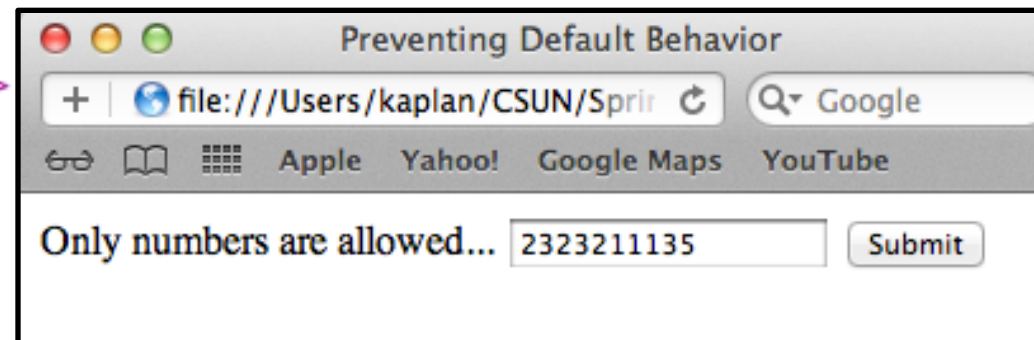 Preventing Default Behavior
file:///Users/kaplan/CSUN/Sprin Google
Apple Yahoo! Google Maps YouTube
Only numbers are allowed... 2323211135 Submit